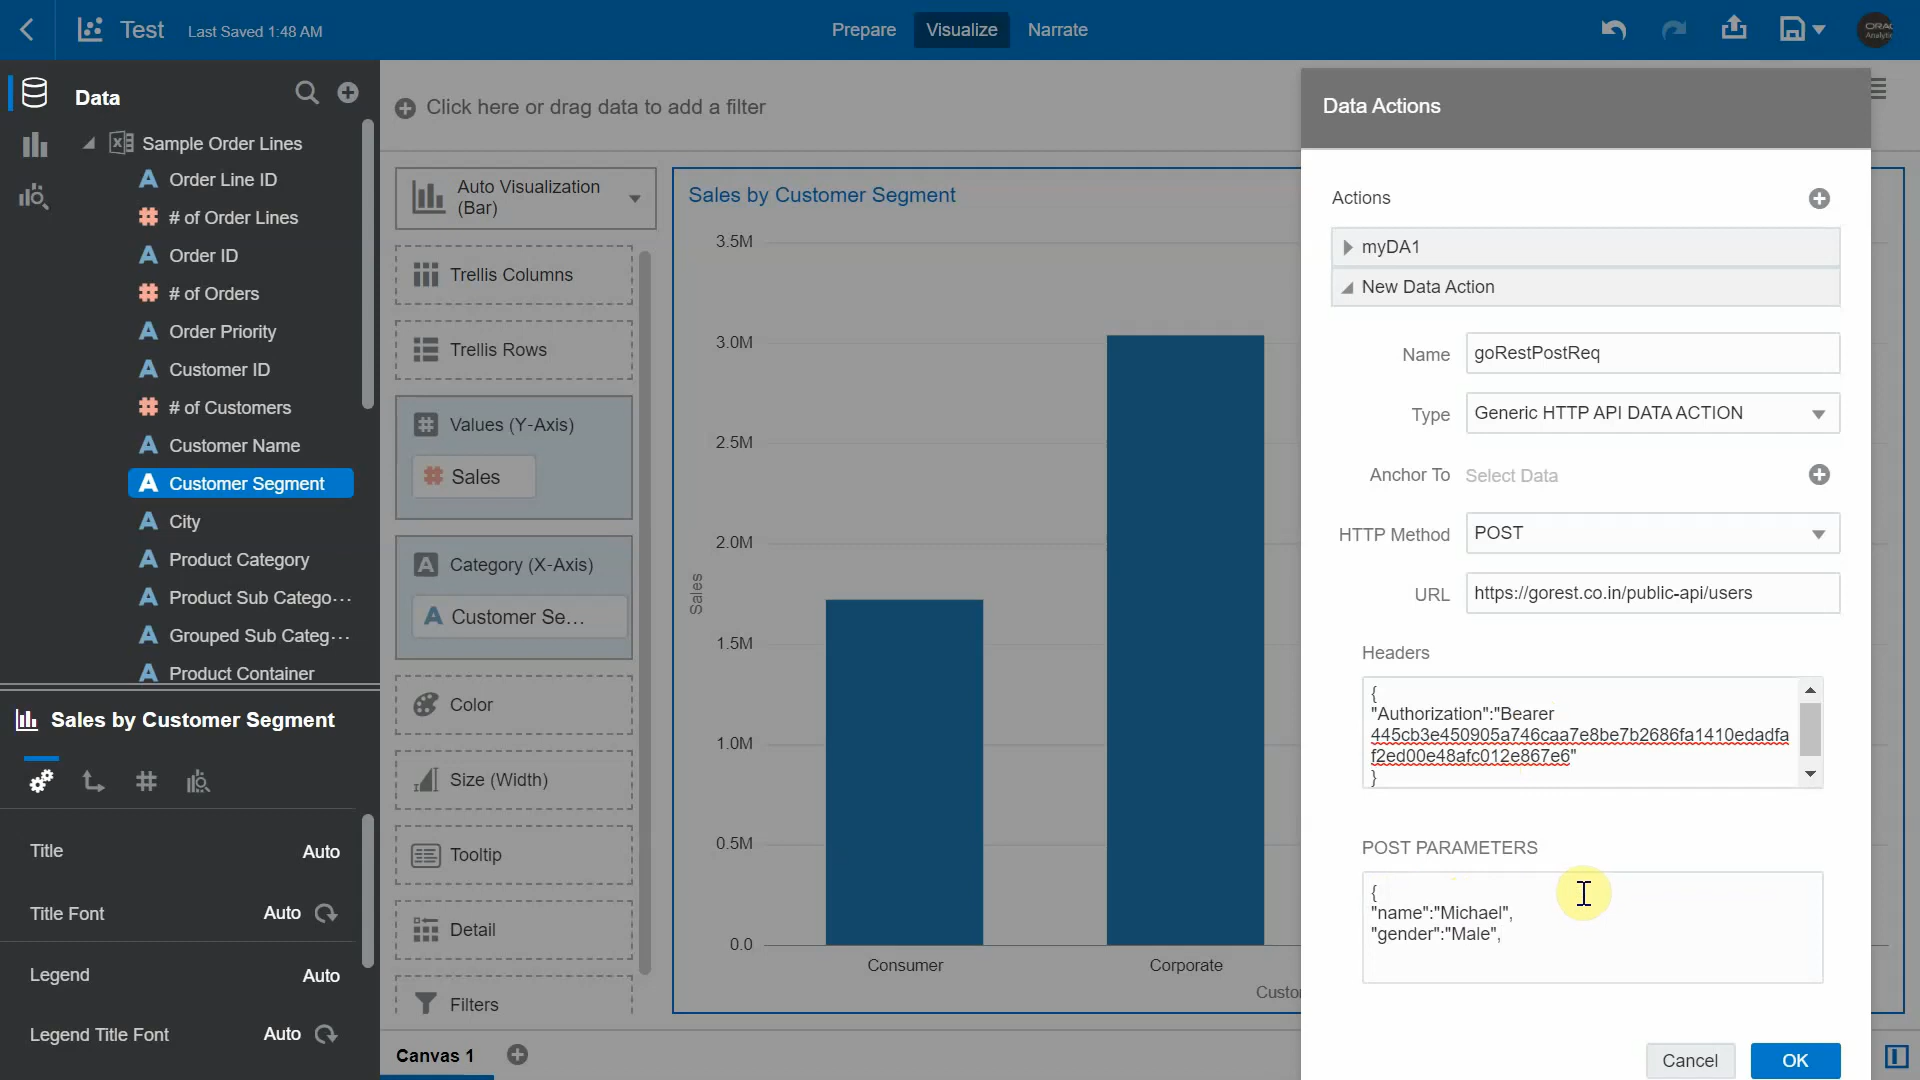 Test
Last Saved 1:48 AM
Prepare
Visualize
Narrate
Data
Sample Order Lines
A Order Line ID
# of Order Lines
A Order ID
# of Orders
A Order Priority
A Customer ID
# of Customers
A Customer Name
A Customer Segment
A City
A Product Category
A Product Sub Catego···
A Grouped Sub Categ···
A Product Container
Sales by Customer Segment
Title
Auto
Title Font
Auto
Legend
Auto
Legend Title Font
Auto
Click here or drag data to add a filter
Auto Visualization
(Bar)
Trellis Columns
Trellis Rows
# Values (Y-Axis)
# Sales
A Category (X-Axis)
A Customer Se...
Color
Size (Width)
Tooltip
Detail
Filters
Sales by Customer Segment
3.5M
3.0M
2.5M
2.0M
1.5M
1.0M
0.5M
0.0
Sales
Consumer
Corporate
Custo
Canvas 1
Data Actions
Actions
myDA1
New Data Action
Name
goRestPostReq
Type
Generic HTTP API DATA ACTION
Anchor To
Select Data
HTTP Method
POST
URL
https://gorest.co.in/public-api/users
Headers
{
"Authorization":"Bearer
445cb3e450905a746caa7e8be7b2686fa1410edadfa
f2ed00e48afc012e867e6"
}
POST PARAMETERS
{
"name":"Michael",
"gender":"Male",
Cancel
OK